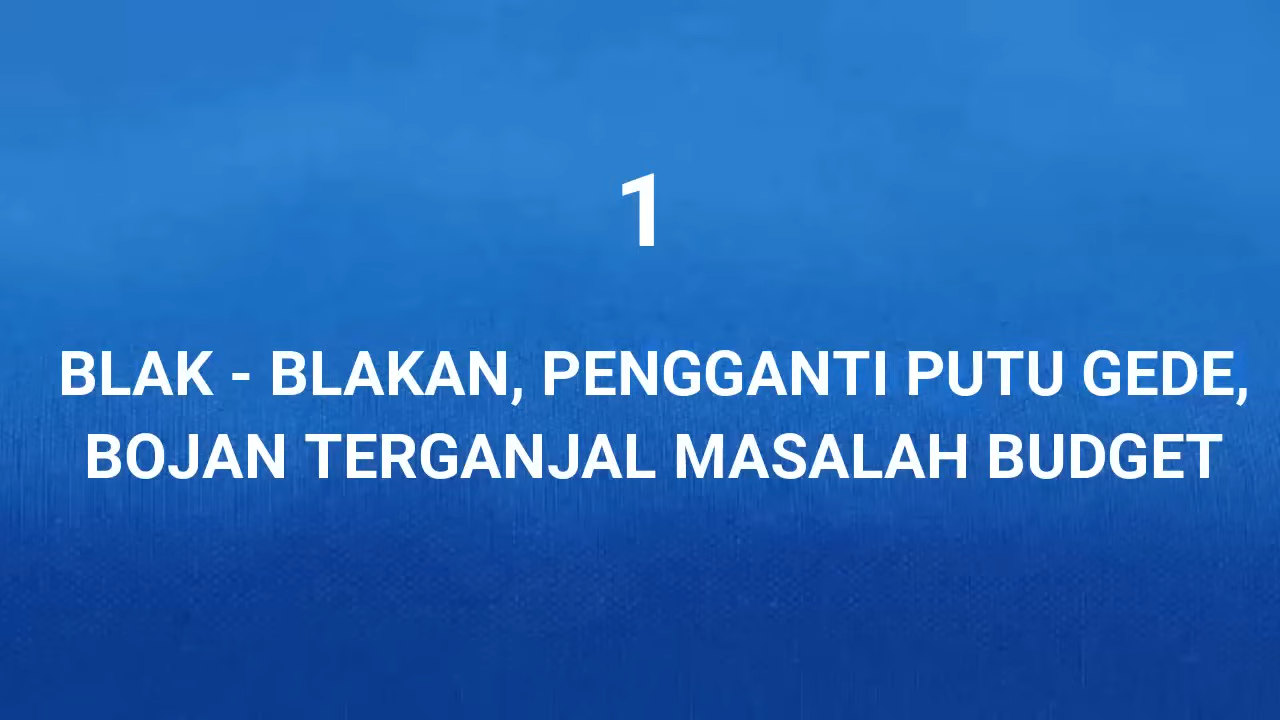 1
BLAK - BLAKAN, PENGGANTI PUTU GEDE,
BOJAN TERGANJAL MASALAH BUDGET